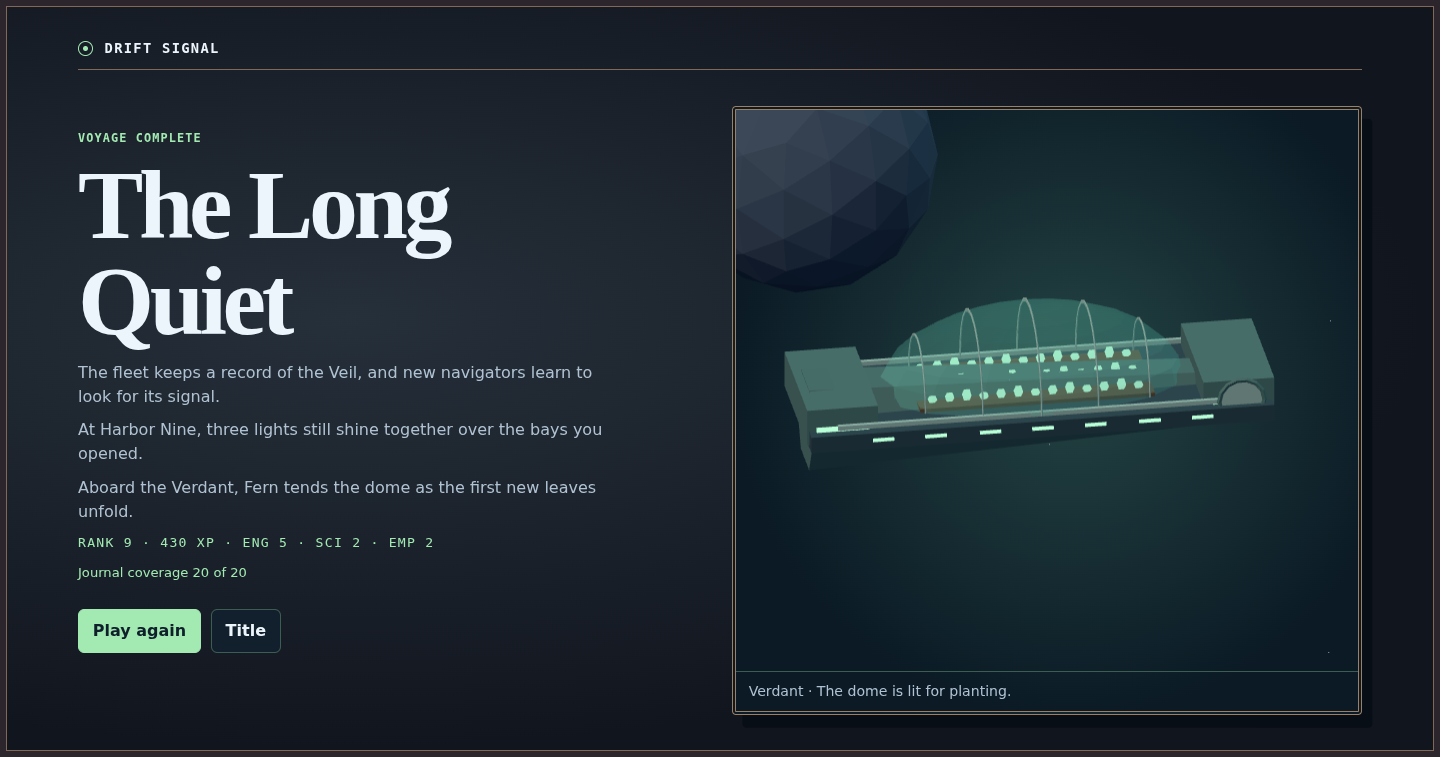 DRIFT SIGNAL
VOYAGE COMPLETE
The Long
Quiet
The fleet keeps a record of the Veil, and new navigators learn to
look for its signal.
At Harbor Nine, three lights still shine together over the bays you
opened.
Aboard the Verdant, Fern tends the dome as the first new leaves
unfold.
RANK 9 · 430 XP · ENG 5 · SCI 2 · EMP 2
Journal coverage 20 of 20
Play again
Title
Verdant · The dome is lit for planting.